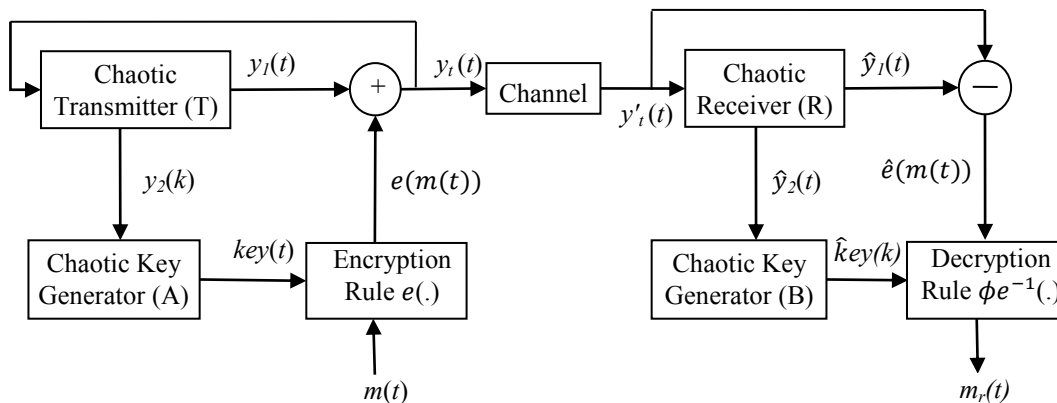 Chaotic
Transmitter (T)
y₁(t)
+
yₜ(t)
Channel
y′ₜ(t)
Chaotic
Receiver (R)
ŷ₁(t)
—
y₂(k)
e(m(t))
ŷ₂(t)
ê(m(t))
Chaotic Key
Generator (A)
key(t)
Encryption
Rule e(.)
Chaotic Key
Generator (B)
k̂ey(k)
Decryption
Rule ϕe⁻¹(.)
m(t)
mᵣ(t)